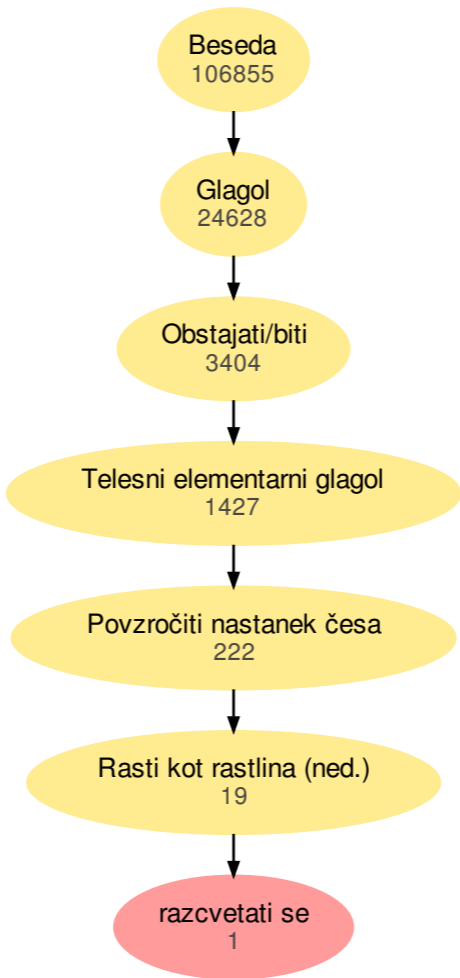 Beseda
106855
Glagol
24628
Obstajati/biti
3404
Telesni elementarni glagol
1427
Povzročiti nastanek česa
222
Rasti kot rastlina (ned.)
19
razcvetati se
1